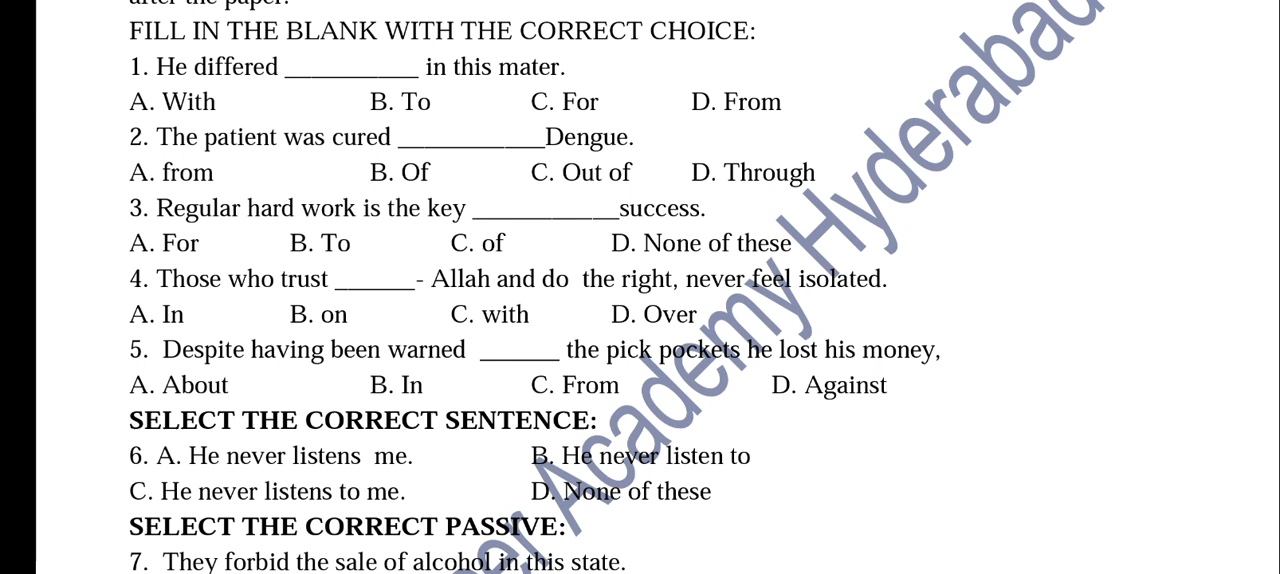 after the paper.
FILL IN THE BLANK WITH THE CORRECT CHOICE:
1. He differed __________ in this mater.
A. With B. To C. For D. From
2. The patient was cured ___________Dengue.
A. from B. Of C. Out of D. Through
3. Regular hard work is the key ___________success.
A. For B. To C. of D. None of these
4. Those who trust ______- Allah and do the right, never feel isolated.
A. In B. on C. with D. Over
5. Despite having been warned ______ the pick pockets he lost his money,
A. About B. In C. From D. Against
SELECT THE CORRECT SENTENCE:
6. A. He never listens me. B. He never listen to
C. He never listens to me. D. None of these
SELECT THE CORRECT PASSIVE:
7. They forbid the sale of alcohol in this state.
Academy Hyderabad